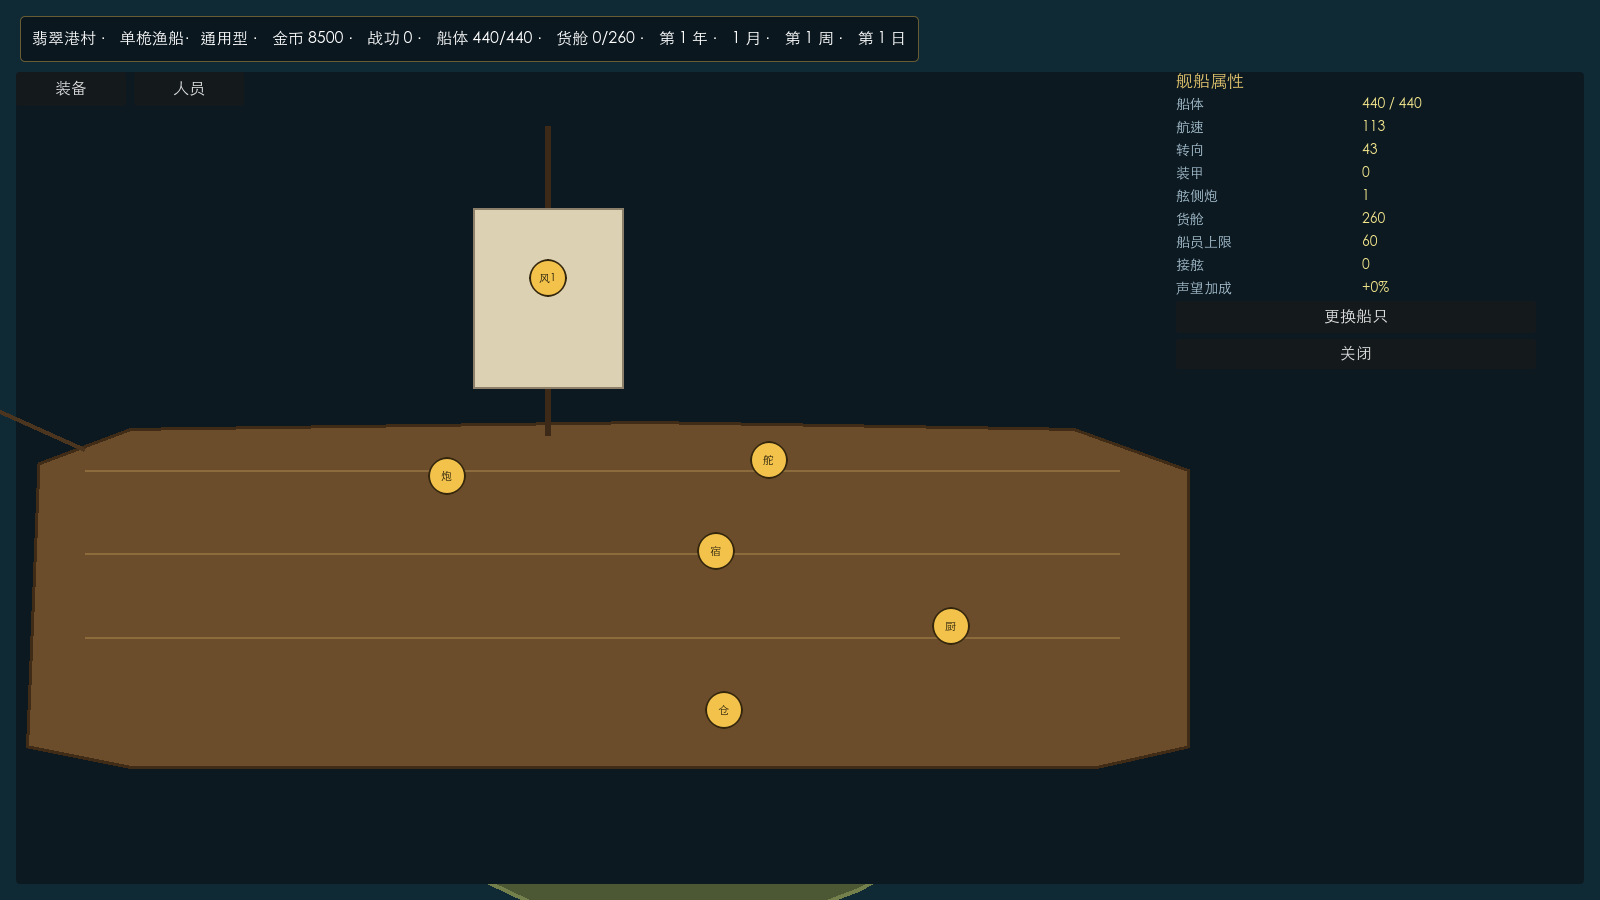 翡翠港村 · 单桅渔船 · 通用型 · 金币 8500 · 战功 0 · 船体 440/440 · 货舱 0/260 · 第 1 年 · 1 月 · 第 1 周 · 第 1 日
装备 人员
舰船属性
船体 440 / 440
航速 113
转向 43
装甲 0
舷侧炮 1
货舱 260
船员上限 60
接舷 0
声望加成 +0%
更换船只
关闭
风1
炮
舵
宿
厨
仓